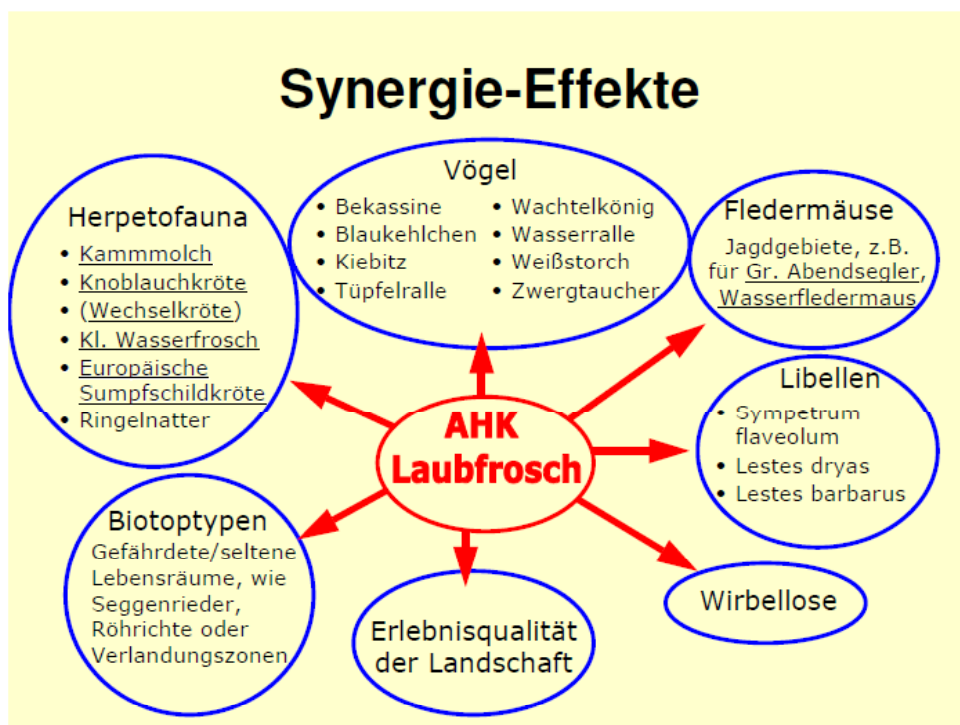 Synergie-Effekte
Herpetofauna
• Kammmolch
• Knoblauchkröte
• (Wechselkröte)
• Kl. Wasserfrosch
• Europäische
Sumpfschildkröte
• Ringelnatter
Vögel
• Bekassine
• Blaukehlchen
• Kiebitz
• Tüpfelralle
• Wachtelkönig
• Wasserralle
• Weißstorch
• Zwergtaucher
Fledermäuse
Jagdgebiete, z.B.
für Gr. Abendsegler,
Wasserfledermaus
Libellen
• Sympetrum
flaveolum
• Lestes dryas
• Lestes barbarus
AHK
Laubfrosch
Biotoptypen
Gefährdete/seltene
Lebensräume, wie
Seggenrieder,
Röhrichte oder
Verlandungszonen
Erlebnisqualität
der Landschaft
Wirbellose